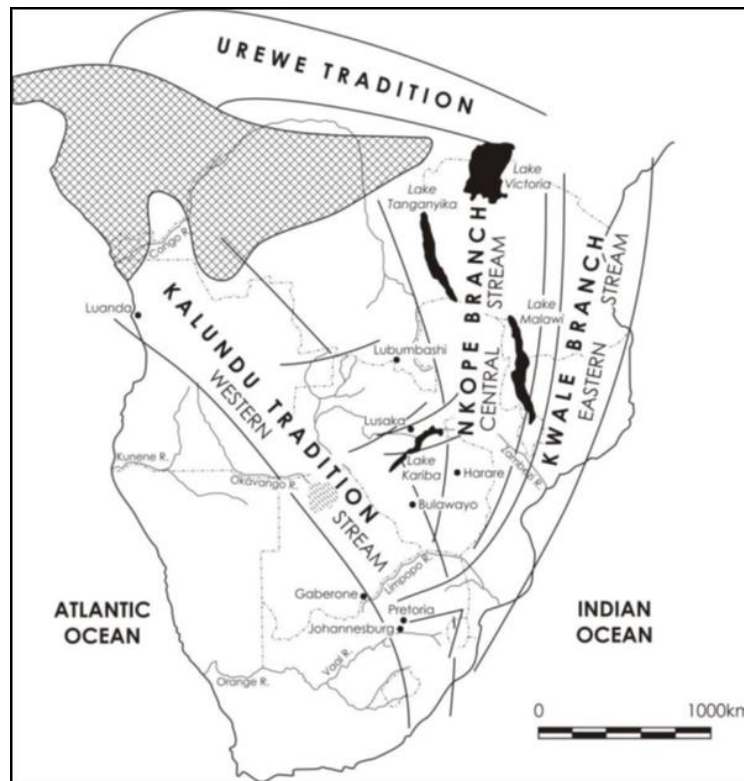 UREWE TRADITION
Lake
Victoria
Lake
Tanganyika
Congo R.
NKOPE BRANCH
CENTRAL STREAM
KWALE BRANCH
EASTERN STREAM
Lake
Malawi
Luanda
KALUNDU TRADITION
WESTERN STREAM
Lubumbashi
Lusaka
Lake
Kariba
Harare
Zambezi R.
Kunene R.
Okavango R.
Bulawayo
Limpopo R.
Gaberone
Pretoria
Johannesburg
ATLANTIC
OCEAN
INDIAN
OCEAN
Vaal R.
Orange R.
0 1000km